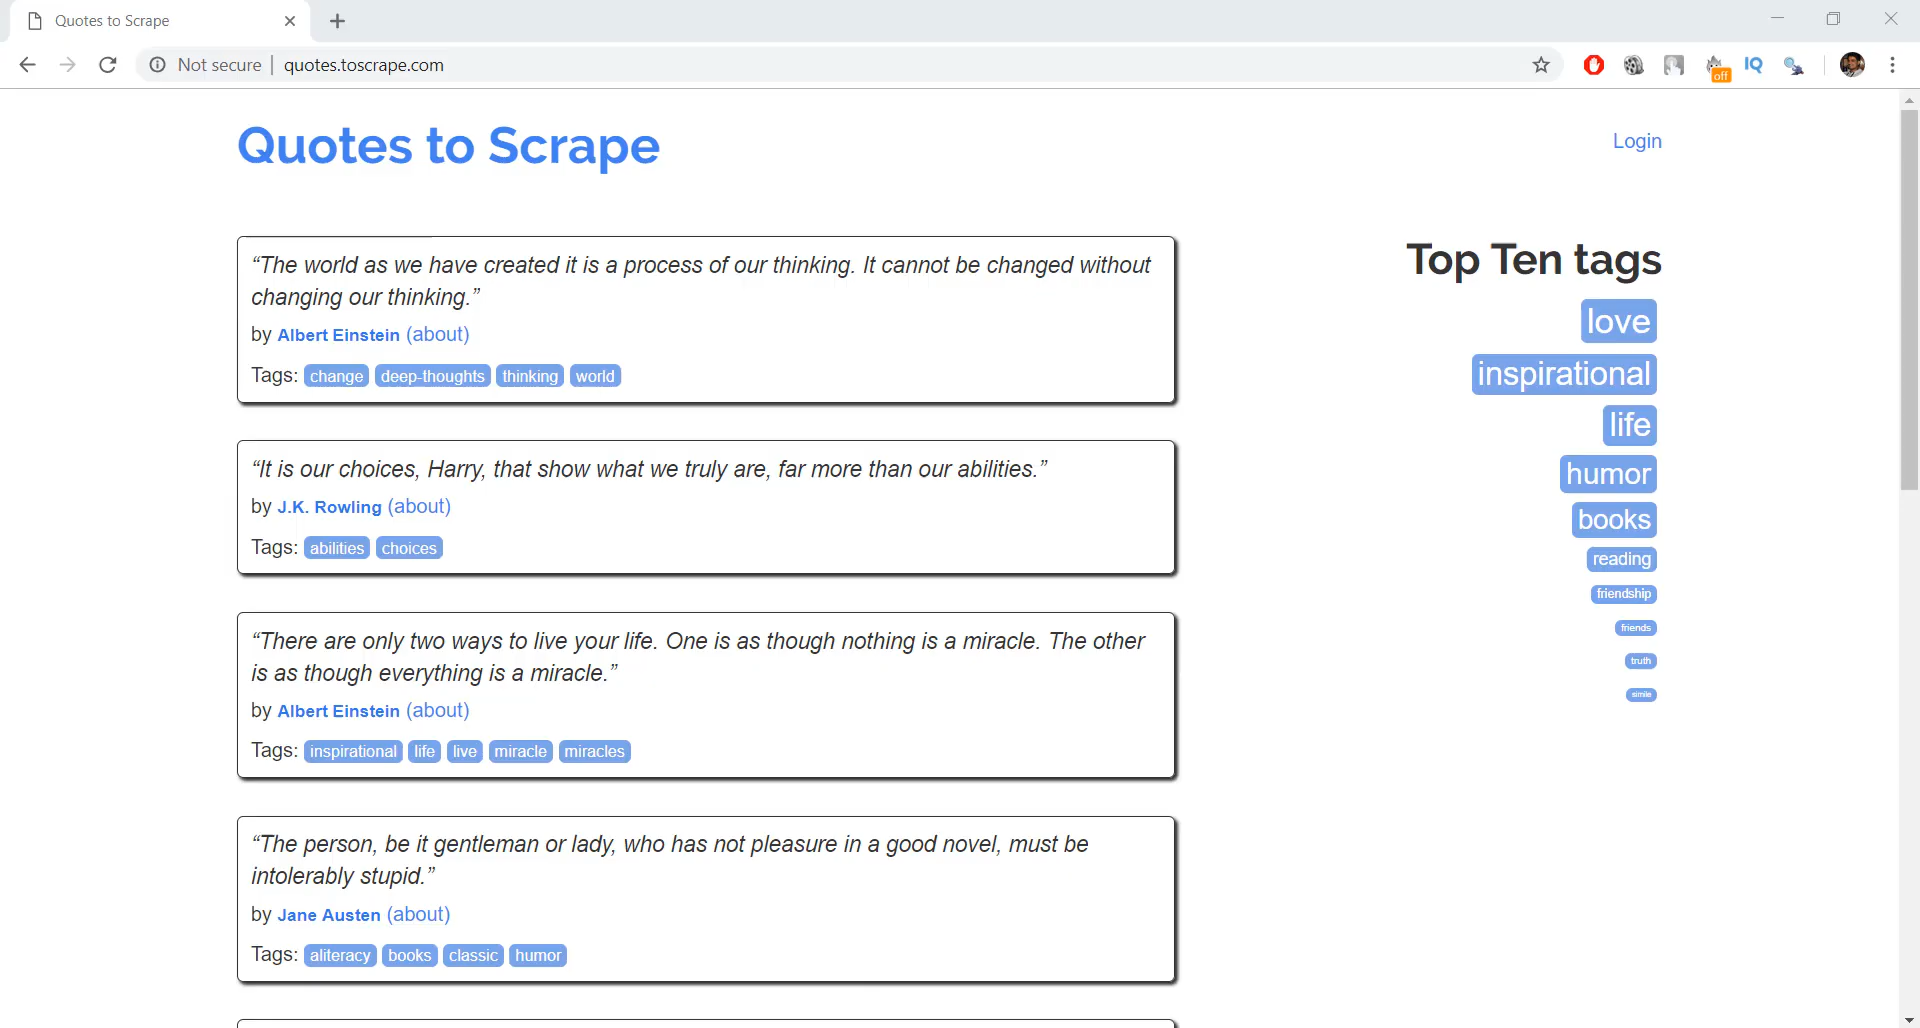 Quotes to Scrape
Not secure | quotes.toscrape.com
off
IQ
Quotes to Scrape
Login
“The world as we have created it is a process of our thinking. It cannot be changed without
changing our thinking.”
by Albert Einstein (about)
Tags: change deep-thoughts thinking world
“It is our choices, Harry, that show what we truly are, far more than our abilities.”
by J.K. Rowling (about)
Tags: abilities choices
“There are only two ways to live your life. One is as though nothing is a miracle. The other
is as though everything is a miracle.”
by Albert Einstein (about)
Tags: inspirational life live miracle miracles
“The person, be it gentleman or lady, who has not pleasure in a good novel, must be
intolerably stupid.”
by Jane Austen (about)
Tags: aliteracy books classic humor
Top Ten tags
love
inspirational
life
humor
books
reading
friendship
friends
truth
simile